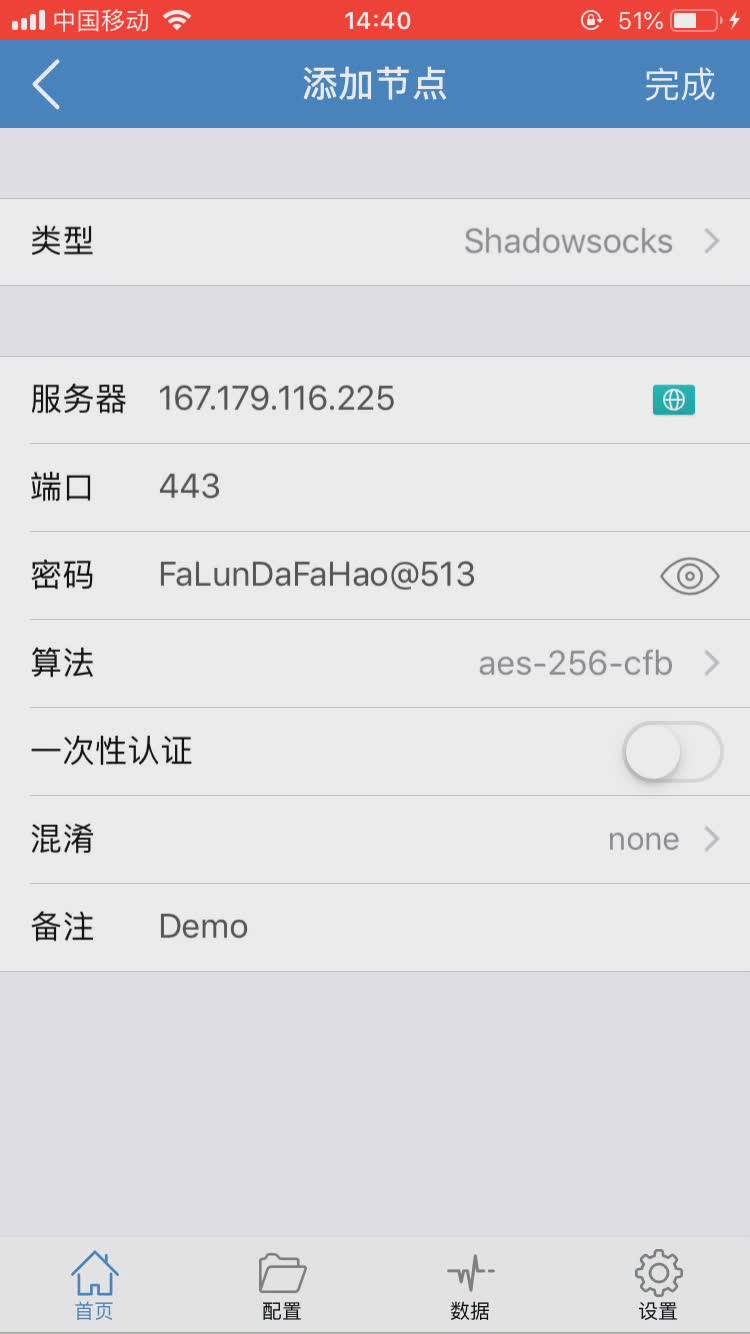 中国移动 14:40 51%
添加节点 完成
类型 Shadowsocks
服务器 167.179.116.225
端口 443
密码 FaLunDaFaHao@513
算法 aes-256-cfb
一次性认证
混淆 none
备注 Demo
首页 配置 数据 设置